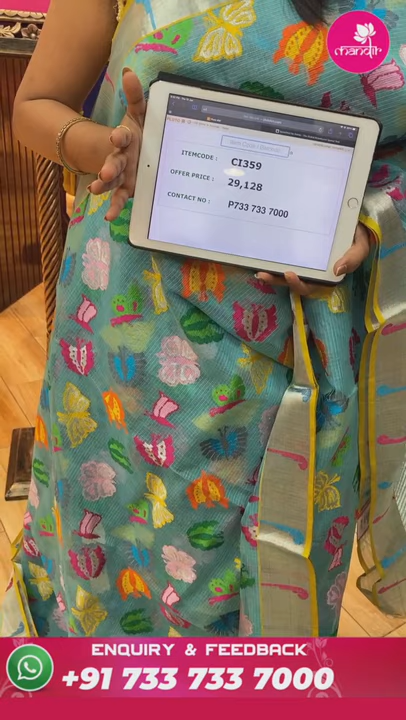 mandir
ITEMCODE : CI359
OFFER PRICE : 29,128
CONTACT NO : P733 733 7000
ENQUIRY & FEEDBACK
+91 733 733 7000